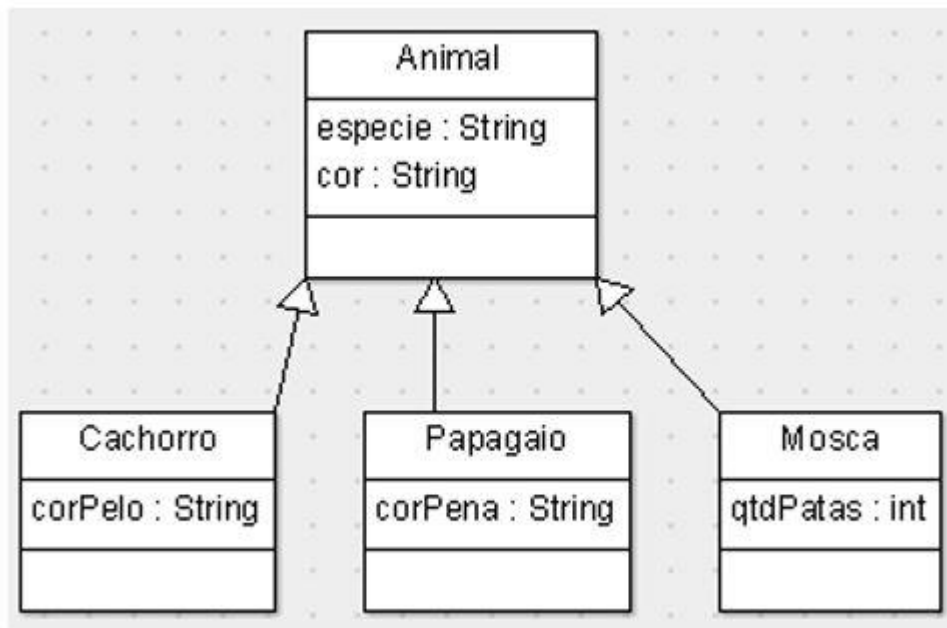 Animal
especie : String
cor : String
Cachorro
corPelo : String
Papagaio
corPena : String
Mosca
qtdPatas : int